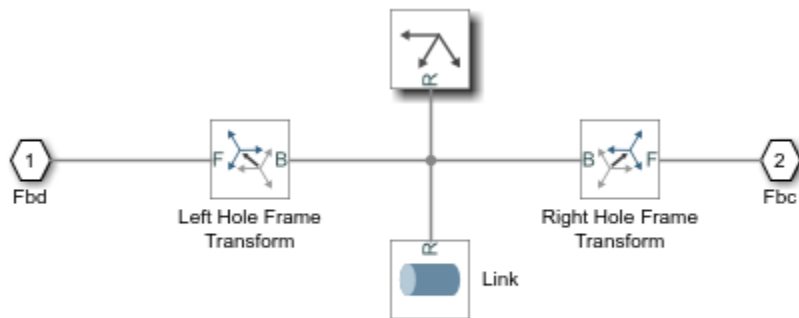 R
1
F
B
B
F
2
Fbd
Fbc
Left Hole Frame
Transform
Right Hole Frame
Transform
R
Link